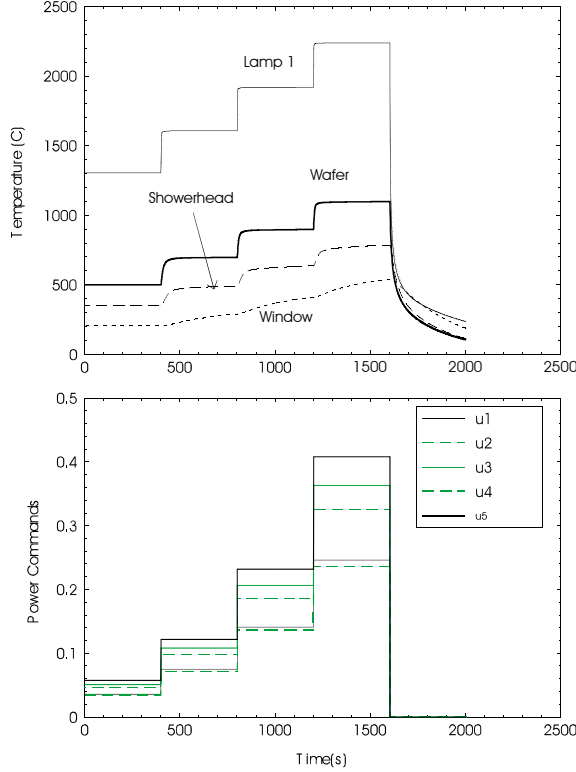 2500
2000
1500
1000
500
0
Temperature (C)
Lamp 1
Wafer
Showerhead
Window
0 500 1000 1500 2000 2500
0.5
0.4
0.3
0.2
0.1
0
Power Commands
u1
u2
u3
u4
u5
0 500 1000 1500 2000 2500
Time(s)